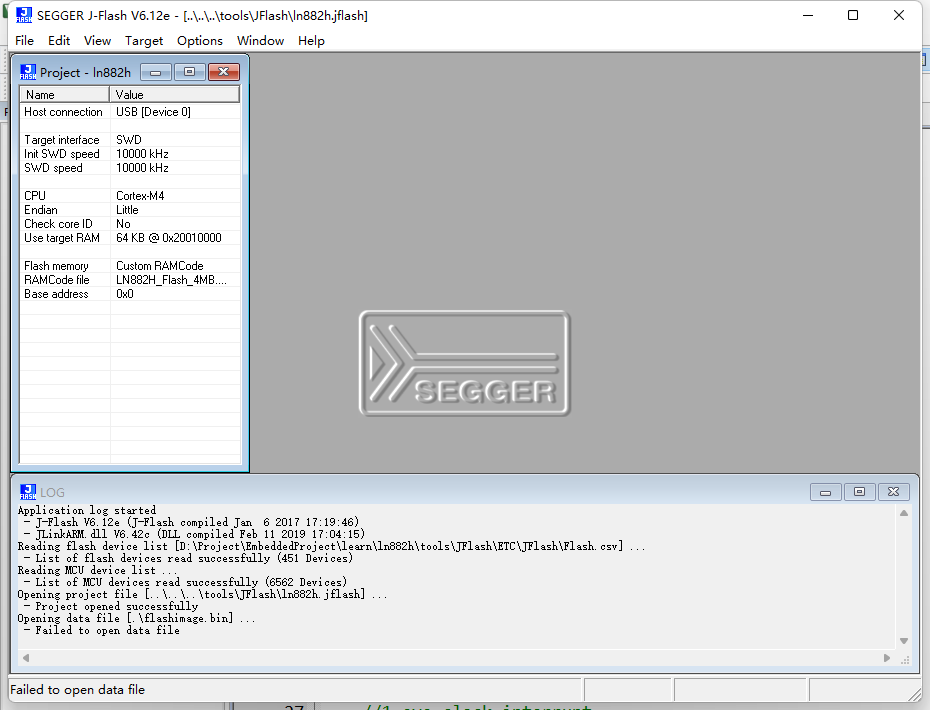 SEGGER J-Flash V6.12e - [..\..\..\tools\JFlash\ln882h.jflash]
File Edit View Target Options Window Help
Project - ln882h
Name Value
Host connection USB [Device 0]
Target interface SWD
Init SWD speed 10000 kHz
SWD speed 10000 kHz
CPU Cortex-M4
Endian Little
Check core ID No
Use target RAM 64 KB @ 0x20010000
Flash memory Custom RAMCode
RAMCode file LN882H_Flash_4MB....
Base address 0x0
SEGGER
LOG
Application log started
- J-Flash V6.12e (J-Flash compiled Jan 6 2017 17:19:46)
- JLinkARM.dll V6.42c (DLL compiled Feb 11 2019 17:04:15)
Reading flash device list [D:\Project\EmbeddedProject\learn\ln882h\tools\JFlash\ETC\JFlash\Flash.csv] ...
- List of flash devices read successfully (451 Devices)
Reading MCU device list ...
- List of MCU devices read successfully (6562 Devices)
Opening project file [..\..\..\tools\JFlash\ln882h.jflash] ...
- Project opened successfully
Opening data file [.\flashimage.bin] ...
- Failed to open data file
Failed to open data file